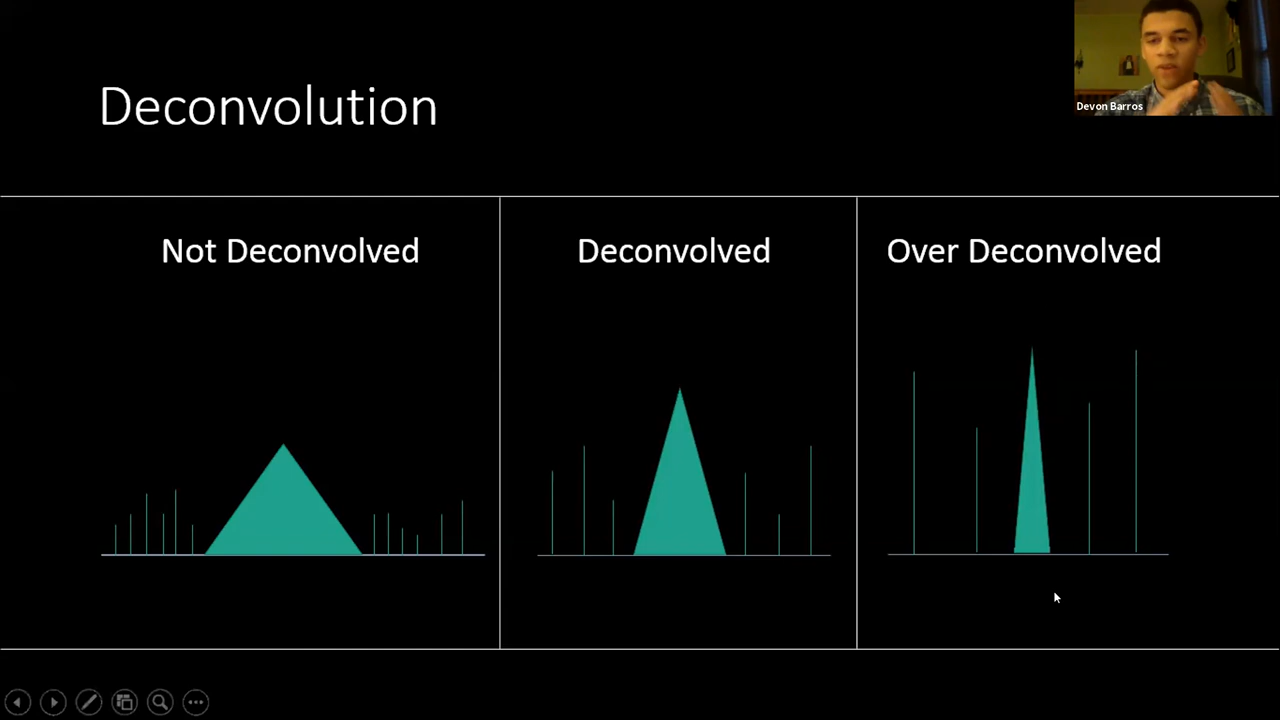 Deconvolution
Devon Barros
Not Deconvolved
Deconvolved
Over Deconvolved